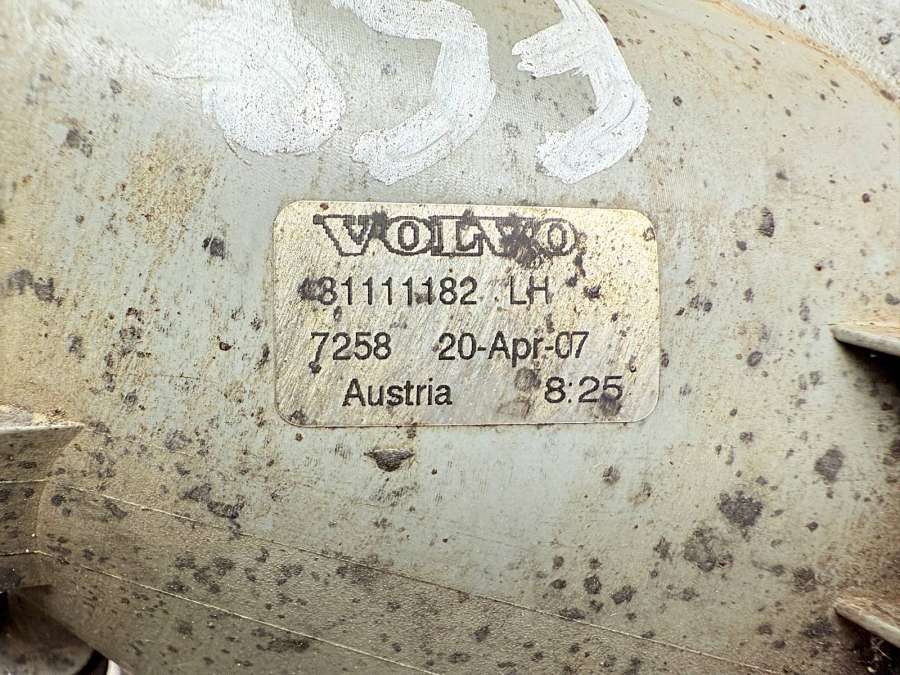 VOLVO
31111182 LH
7258 20-Apr-07
Austria 8:25